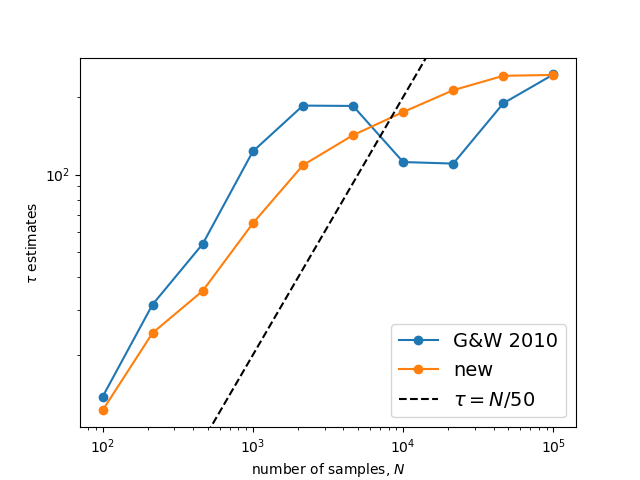 10²
τ estimates
10² 10³ 10⁴ 10⁵
number of samples, N
G&W 2010
new
τ = N/50